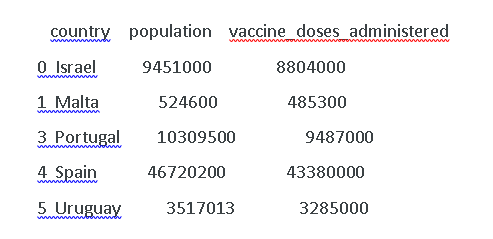 country population vaccine_doses_administered
0 Israel 9451000 8804000
1 Malta 524600 485300
3 Portugal 10309500 9487000
4 Spain 46720200 43380000
5 Uruguay 3517013 3285000